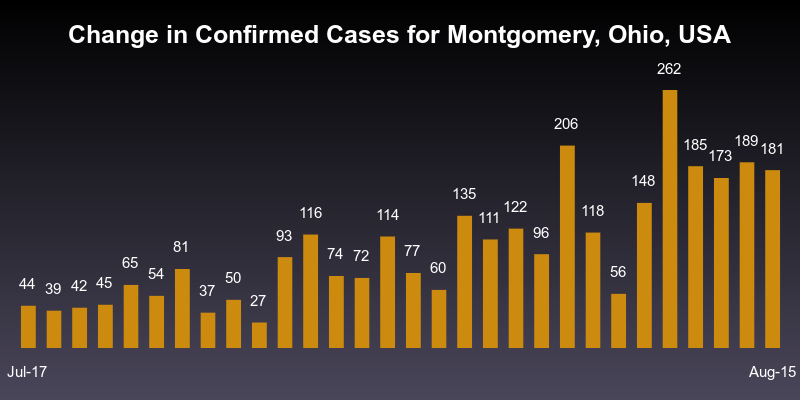 Change in Confirmed Cases for Montgomery, Ohio, USA
44 39 42 45 65 54 81 37 50 27 93 116 74 72 114 77 60 135 111 122 96 206 118 56 148 262 185 173 189 181
Jul-17 Aug-15